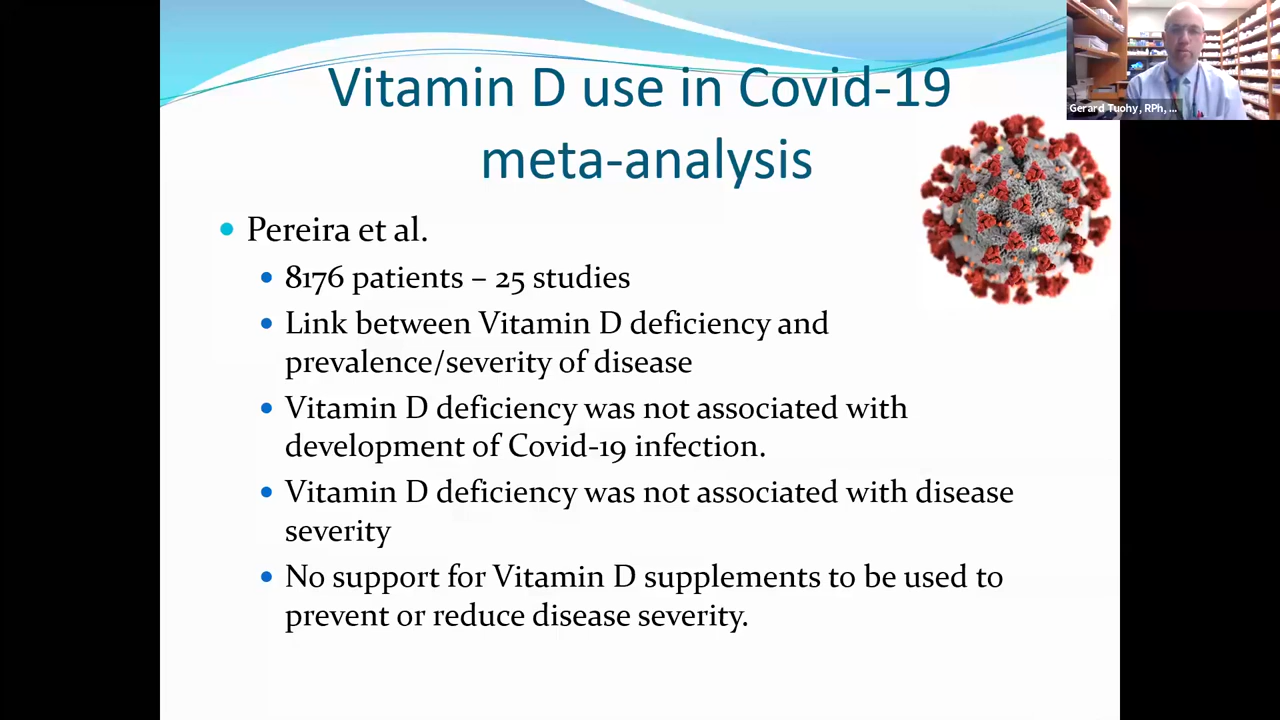 Vitamin D use in Covid-19
meta-analysis
Gerard Tuohy, RPh, ...
• Pereira et al.
• 8176 patients – 25 studies
• Link between Vitamin D deficiency and
prevalence/severity of disease
• Vitamin D deficiency was not associated with
development of Covid-19 infection.
• Vitamin D deficiency was not associated with disease
severity
• No support for Vitamin D supplements to be used to
prevent or reduce disease severity.